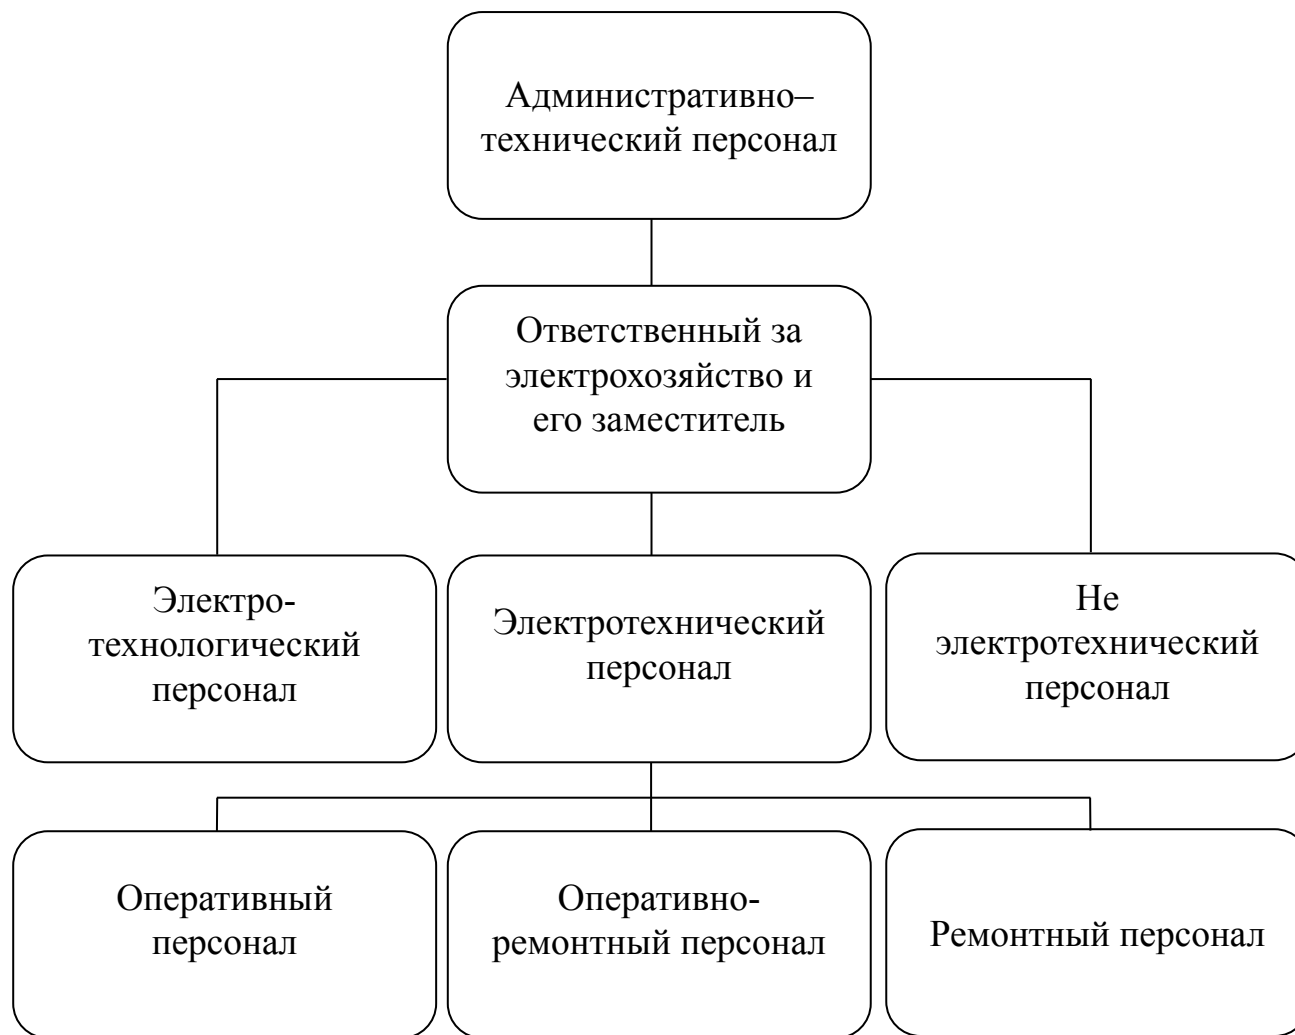 Административно–
технический персонал
Ответственный за
электрохозяйство и
его заместитель
Электро-
технологический
персонал
Электротехнический
персонал
Не
электротехнический
персонал
Оперативный
персонал
Оперативно-
ремонтный персонал
Ремонтный персонал